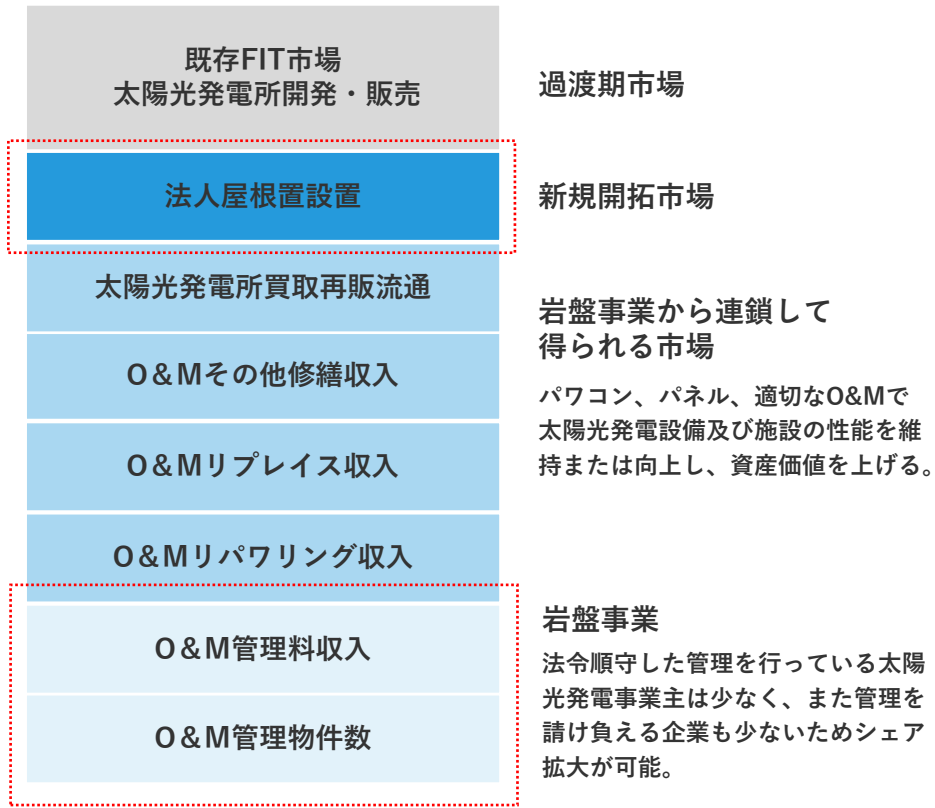 既存FIT市場
太陽光発電所開発・販売
過渡期市場
法人屋根置設置
新規開拓市場
太陽光発電所買取再販流通
O&Mその他修繕収入
O&Mリプレイス収入
O&Mリパワリング収入
岩盤事業から連鎖して
得られる市場
パワコン、パネル、適切なO&Mで
太陽光発電設備及び施設の性能を維
持または向上し、資産価値を上げる。
O&M管理料収入
O&M管理物件数
岩盤事業
法令順守した管理を行っている太陽
光発電事業主は少なく、また管理を
請け負える企業も少ないためシェア
拡大が可能。